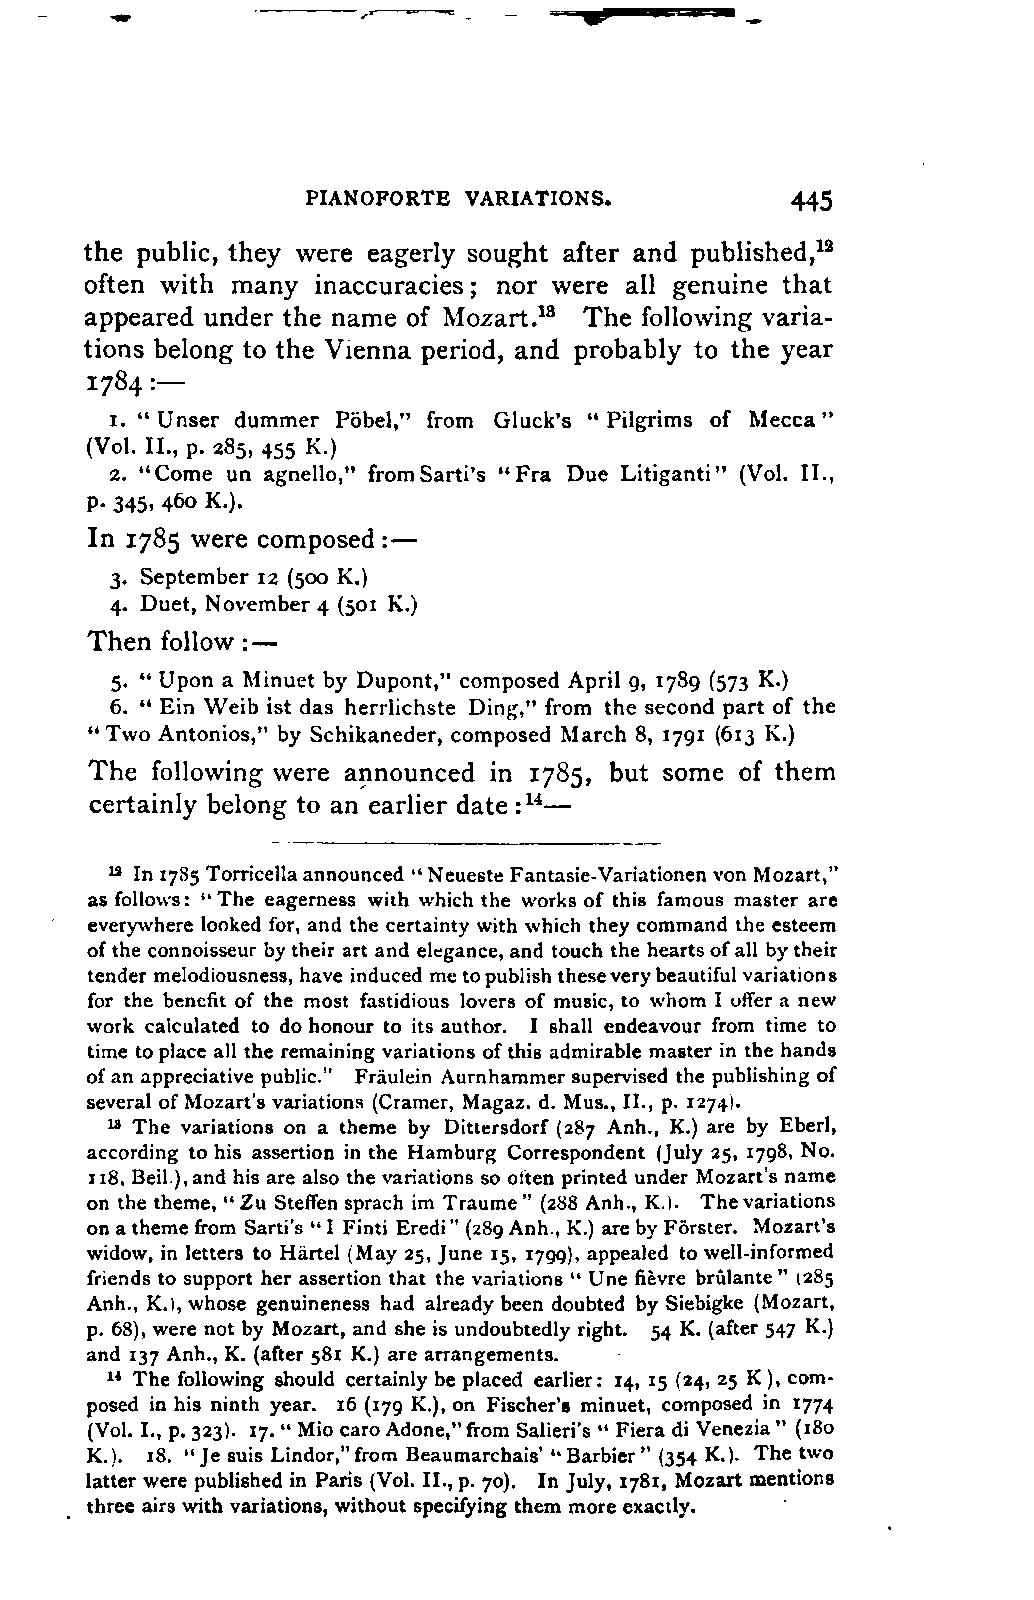 PIANOFORTE VARIATIONS. 445
the public, they were eagerly sought after and published,¹²
often with many inaccuracies; nor were all genuine that
appeared under the name of Mozart.¹³ The following varia-
tions belong to the Vienna period, and probably to the year
1784:—
1. "Unser dummer Pöbel," from Gluck's "Pilgrims of Mecca"
(Vol. II., p. 285, 455 K.)
2. "Come un agnello," from Sarti's "Fra Due Litiganti" (Vol. II.,
p. 345, 460 K.).
In 1785 were composed:—
3. September 12 (500 K.)
4. Duet, November 4 (501 K.)
Then follow:—
5. "Upon a Minuet by Dupont," composed April 9, 1789 (573 K.)
6. "Ein Weib ist das herrlichste Ding," from the second part of the
"Two Antonios," by Schikaneder, composed March 8, 1791 (613 K.)
The following were announced in 1785, but some of them
certainly belong to an earlier date:¹⁴—
¹² In 1785 Torricella announced "Neueste Fantasie-Variationen von Mozart,"
as follows: "The eagerness with which the works of this famous master are
everywhere looked for, and the certainty with which they command the esteem
of the connoisseur by their art and elegance, and touch the hearts of all by their
tender melodiousness, have induced me to publish these very beautiful variations
for the benefit of the most fastidious lovers of music, to whom I offer a new
work calculated to do honour to its author. I shall endeavour from time to
time to place all the remaining variations of this admirable master in the hands
of an appreciative public." Fräulein Aurnhammer supervised the publishing of
several of Mozart's variations (Cramer, Magaz. d. Mus., II., p. 1274).
¹³ The variations on a theme by Dittersdorf (287 Anh., K.) are by Eberl,
according to his assertion in the Hamburg Correspondent (July 25, 1798, No.
118, Beil.), and his are also the variations so often printed under Mozart's name
on the theme, "Zu Steffen sprach im Traume" (288 Anh., K.). The variations
on a theme from Sarti's "I Finti Eredi" (289 Anh., K.) are by Förster. Mozart's
widow, in letters to Härtel (May 25, June 15, 1799), appealed to well-informed
friends to support her assertion that the variations "Une fièvre brûlante" (285
Anh., K.), whose genuineness had already been doubted by Siebigke (Mozart,
p. 68), were not by Mozart, and she is undoubtedly right. 54 K. (after 547 K.)
and 137 Anh., K. (after 581 K.) are arrangements.
¹⁴ The following should certainly be placed earlier: 14, 15 (24, 25 K), com-
posed in his ninth year. 16 (179 K.), on Fischer's minuet, composed in 1774
(Vol. I., p. 323). 17. "Mio caro Adone," from Salieri's "Fiera di Venezia" (180
K.). 18. "Je suis Lindor," from Beaumarchais' "Barbier" (354 K.). The two
latter were published in Paris (Vol. II., p. 70). In July, 1781, Mozart mentions
three airs with variations, without specifying them more exactly.